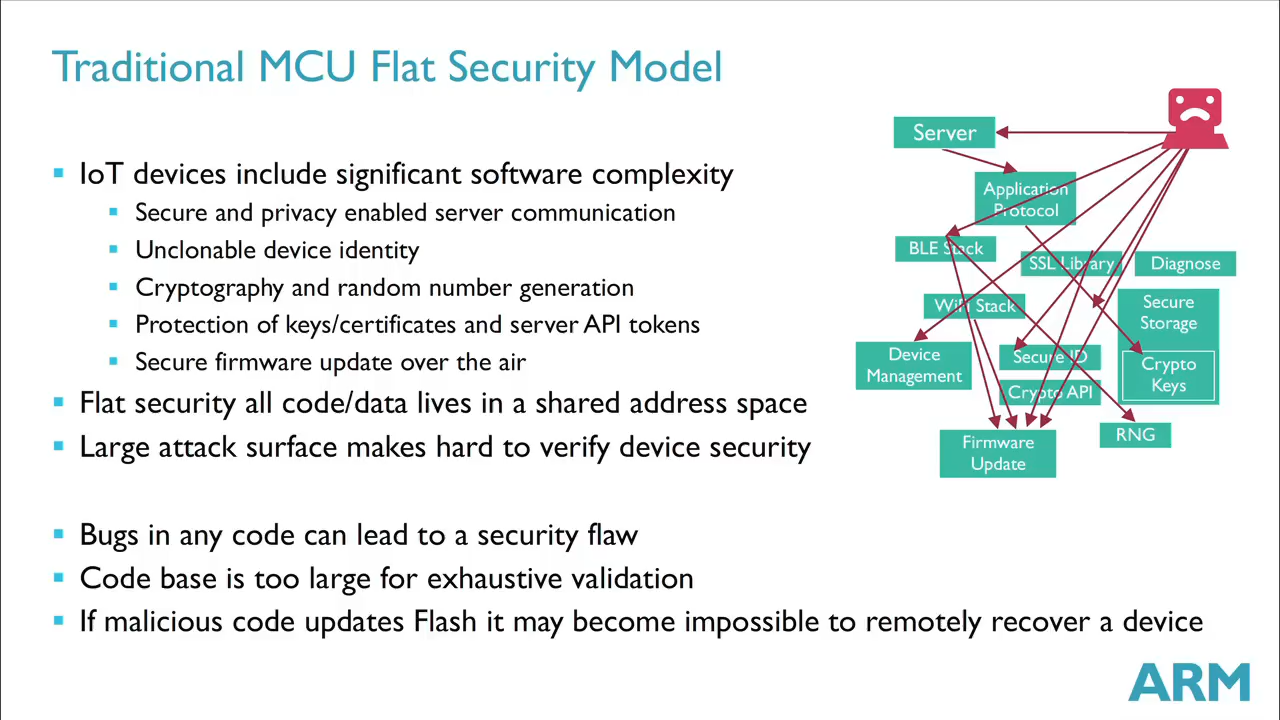 Traditional MCU Flat Security Model
IoT devices include significant software complexity
Secure and privacy enabled server communication
Unclonable device identity
Cryptography and random number generation
Protection of keys/certificates and server API tokens
Secure firmware update over the air
Flat security all code/data lives in a shared address space
Large attack surface makes hard to verify device security
Bugs in any code can lead to a security flaw
Code base is too large for exhaustive validation
If malicious code updates Flash it may become impossible to remotely recover a device
Server
Application
Protocol
BLE Stack
SSL Library
Diagnose
WiFi Stack
Secure
Storage
Device
Management
Secure ID
Crypto
Keys
Crypto API
Firmware
Update
RNG
ARM